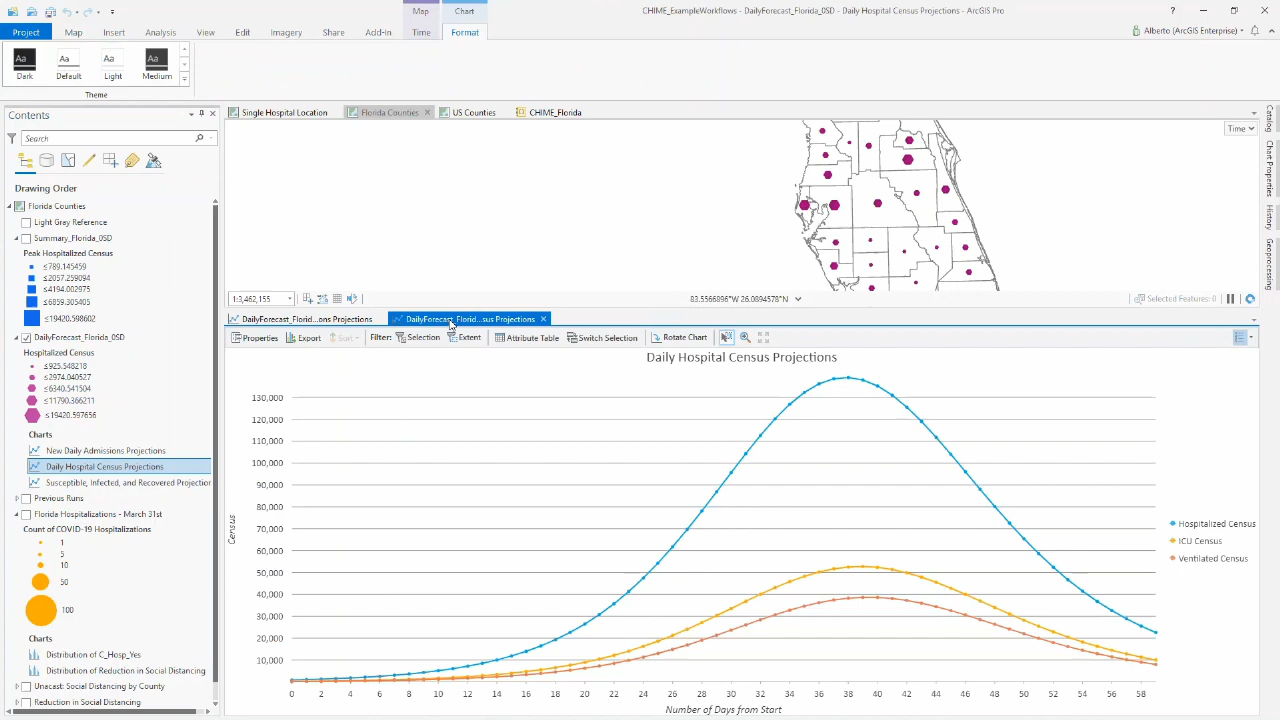 Map
Chart
CHIME_ExampleWorkflows - DailyForecast_Florida_0SD - Daily Hospital Census Projections - ArcGIS Pro
?
Project
Map
Insert
Analysis
View
Edit
Imagery
Share
Add-In
Time
Format
Alberto (ArcGIS Enterprise)
Aa
Aa
Aa
Aa
Dark
Default
Light
Medium
Theme
Contents
Search
Drawing Order
Florida Counties
Light Gray Reference
Summary_Florida_0SD
Peak Hospitalized Census
≤789.145459
≤2057.259094
≤4194.002975
≤6859.305405
≤19420.598602
DailyForecast_Florida_0SD
Hospitalized Census
≤925.548218
≤2974.040527
≤6340.541504
≤11790.366211
≤19420.597656
Charts
New Daily Admissions Projections
Daily Hospital Census Projections
Susceptible, Infected, and Recovered Projection
Previous Runs
Florida Hospitalizations - March 31st
Count of COVID-19 Hospitalizations
1
5
10
50
100
Charts
Distribution of C_Hosp_Yes
Distribution of Reduction in Social Distancing
Unacast: Social Distancing by County
Reduction in Social Distancing
Single Hospital Location
Florida Counties
US Counties
CHIME_Florida
Time
1:3,462,155
83.5566896°W 26.0894578°N
Selected Features: 0
DailyForecast_Florid...ons Projections
DailyForecast_Florid...sus Projections
Properties
Export
Sort
Filter:
Selection
Extent
Attribute Table
Switch Selection
Rotate Chart
Daily Hospital Census Projections
130,000
120,000
110,000
100,000
90,000
80,000
70,000
60,000
50,000
40,000
30,000
20,000
10,000
Census
0 2 4 6 8 10 12 14 16 18 20 22 24 26 28 30 32 34 36 38 40 42 44 46 48 50 52 54 56 58
Number of Days from Start
Hospitalized Census
ICU Census
Ventilated Census
Catalog
Chart Properties
History
Geoprocessing